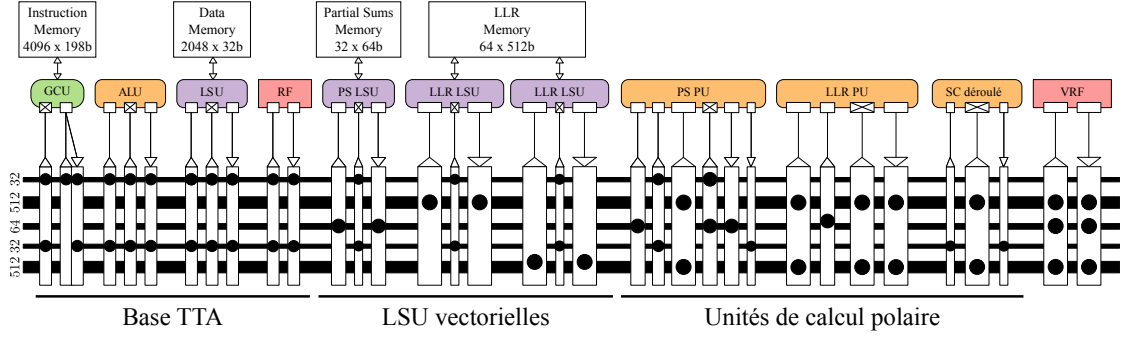 Instruction
Memory
4096 x 198b
Data
Memory
2048 x 32b
Partial Sums
Memory
32 x 64b
LLR
Memory
64 x 512b
GCU
ALU
LSU
RF
PS LSU
LLR LSU
LLR LSU
PS PU
LLR PU
SC déroulé
VRF
32
512
64
32
512
Base TTA
LSU vectorielles
Unités de calcul polaire